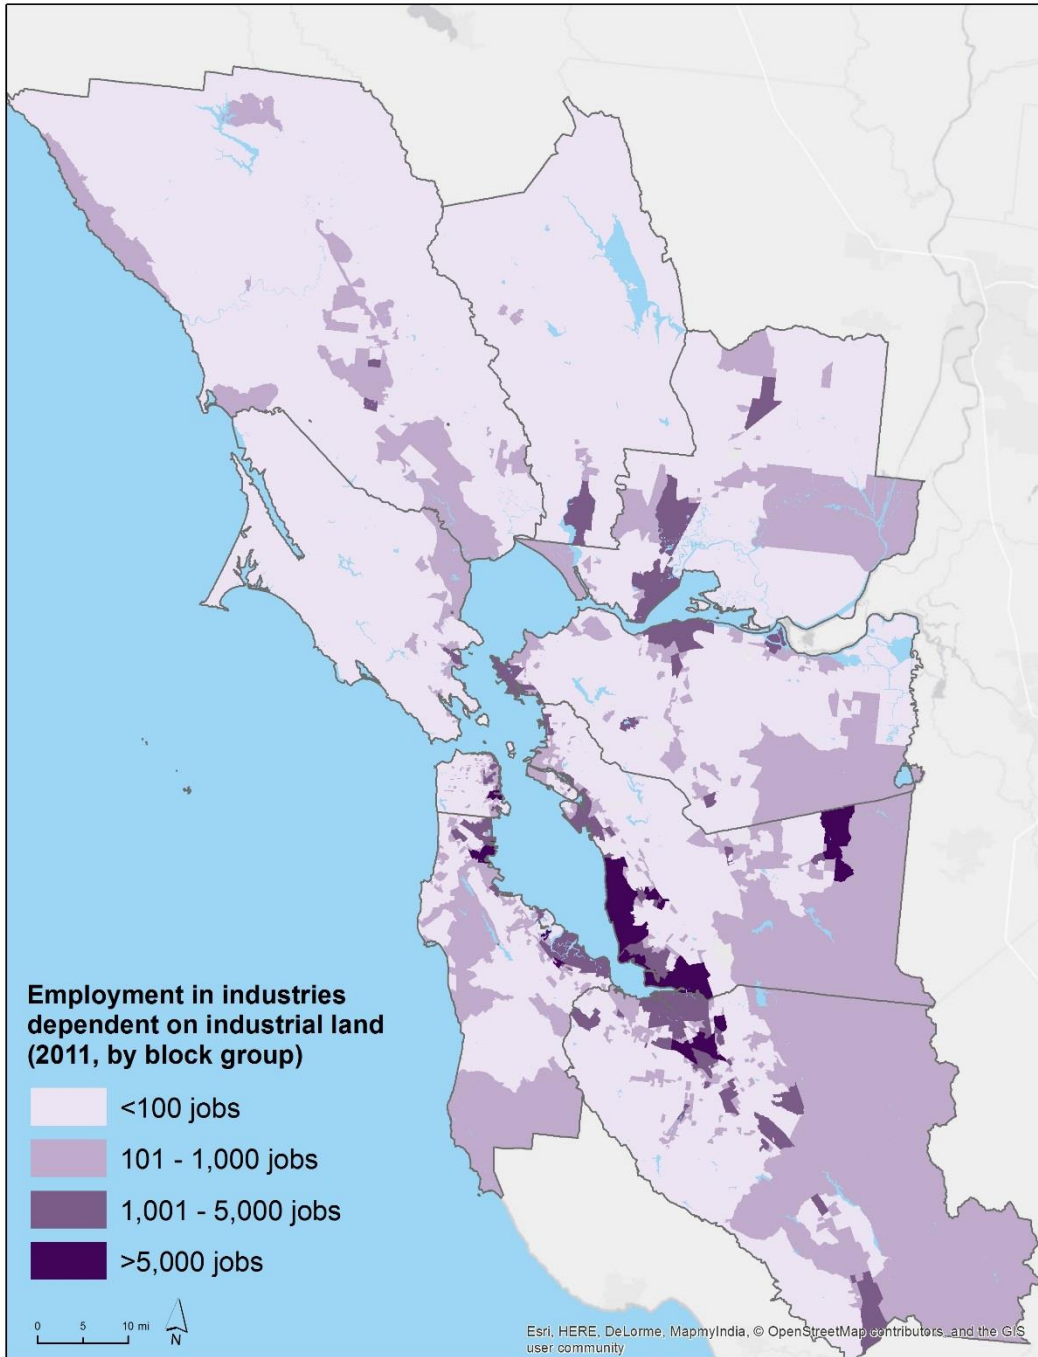 Employment in industries
dependent on industrial land
(2011, by block group)
<100 jobs
101 - 1,000 jobs
1,001 - 5,000 jobs
>5,000 jobs
0 5 10 mi
N
Esri, HERE, DeLorme, MapmyIndia, © OpenStreetMap contributors, and the GIS
user community